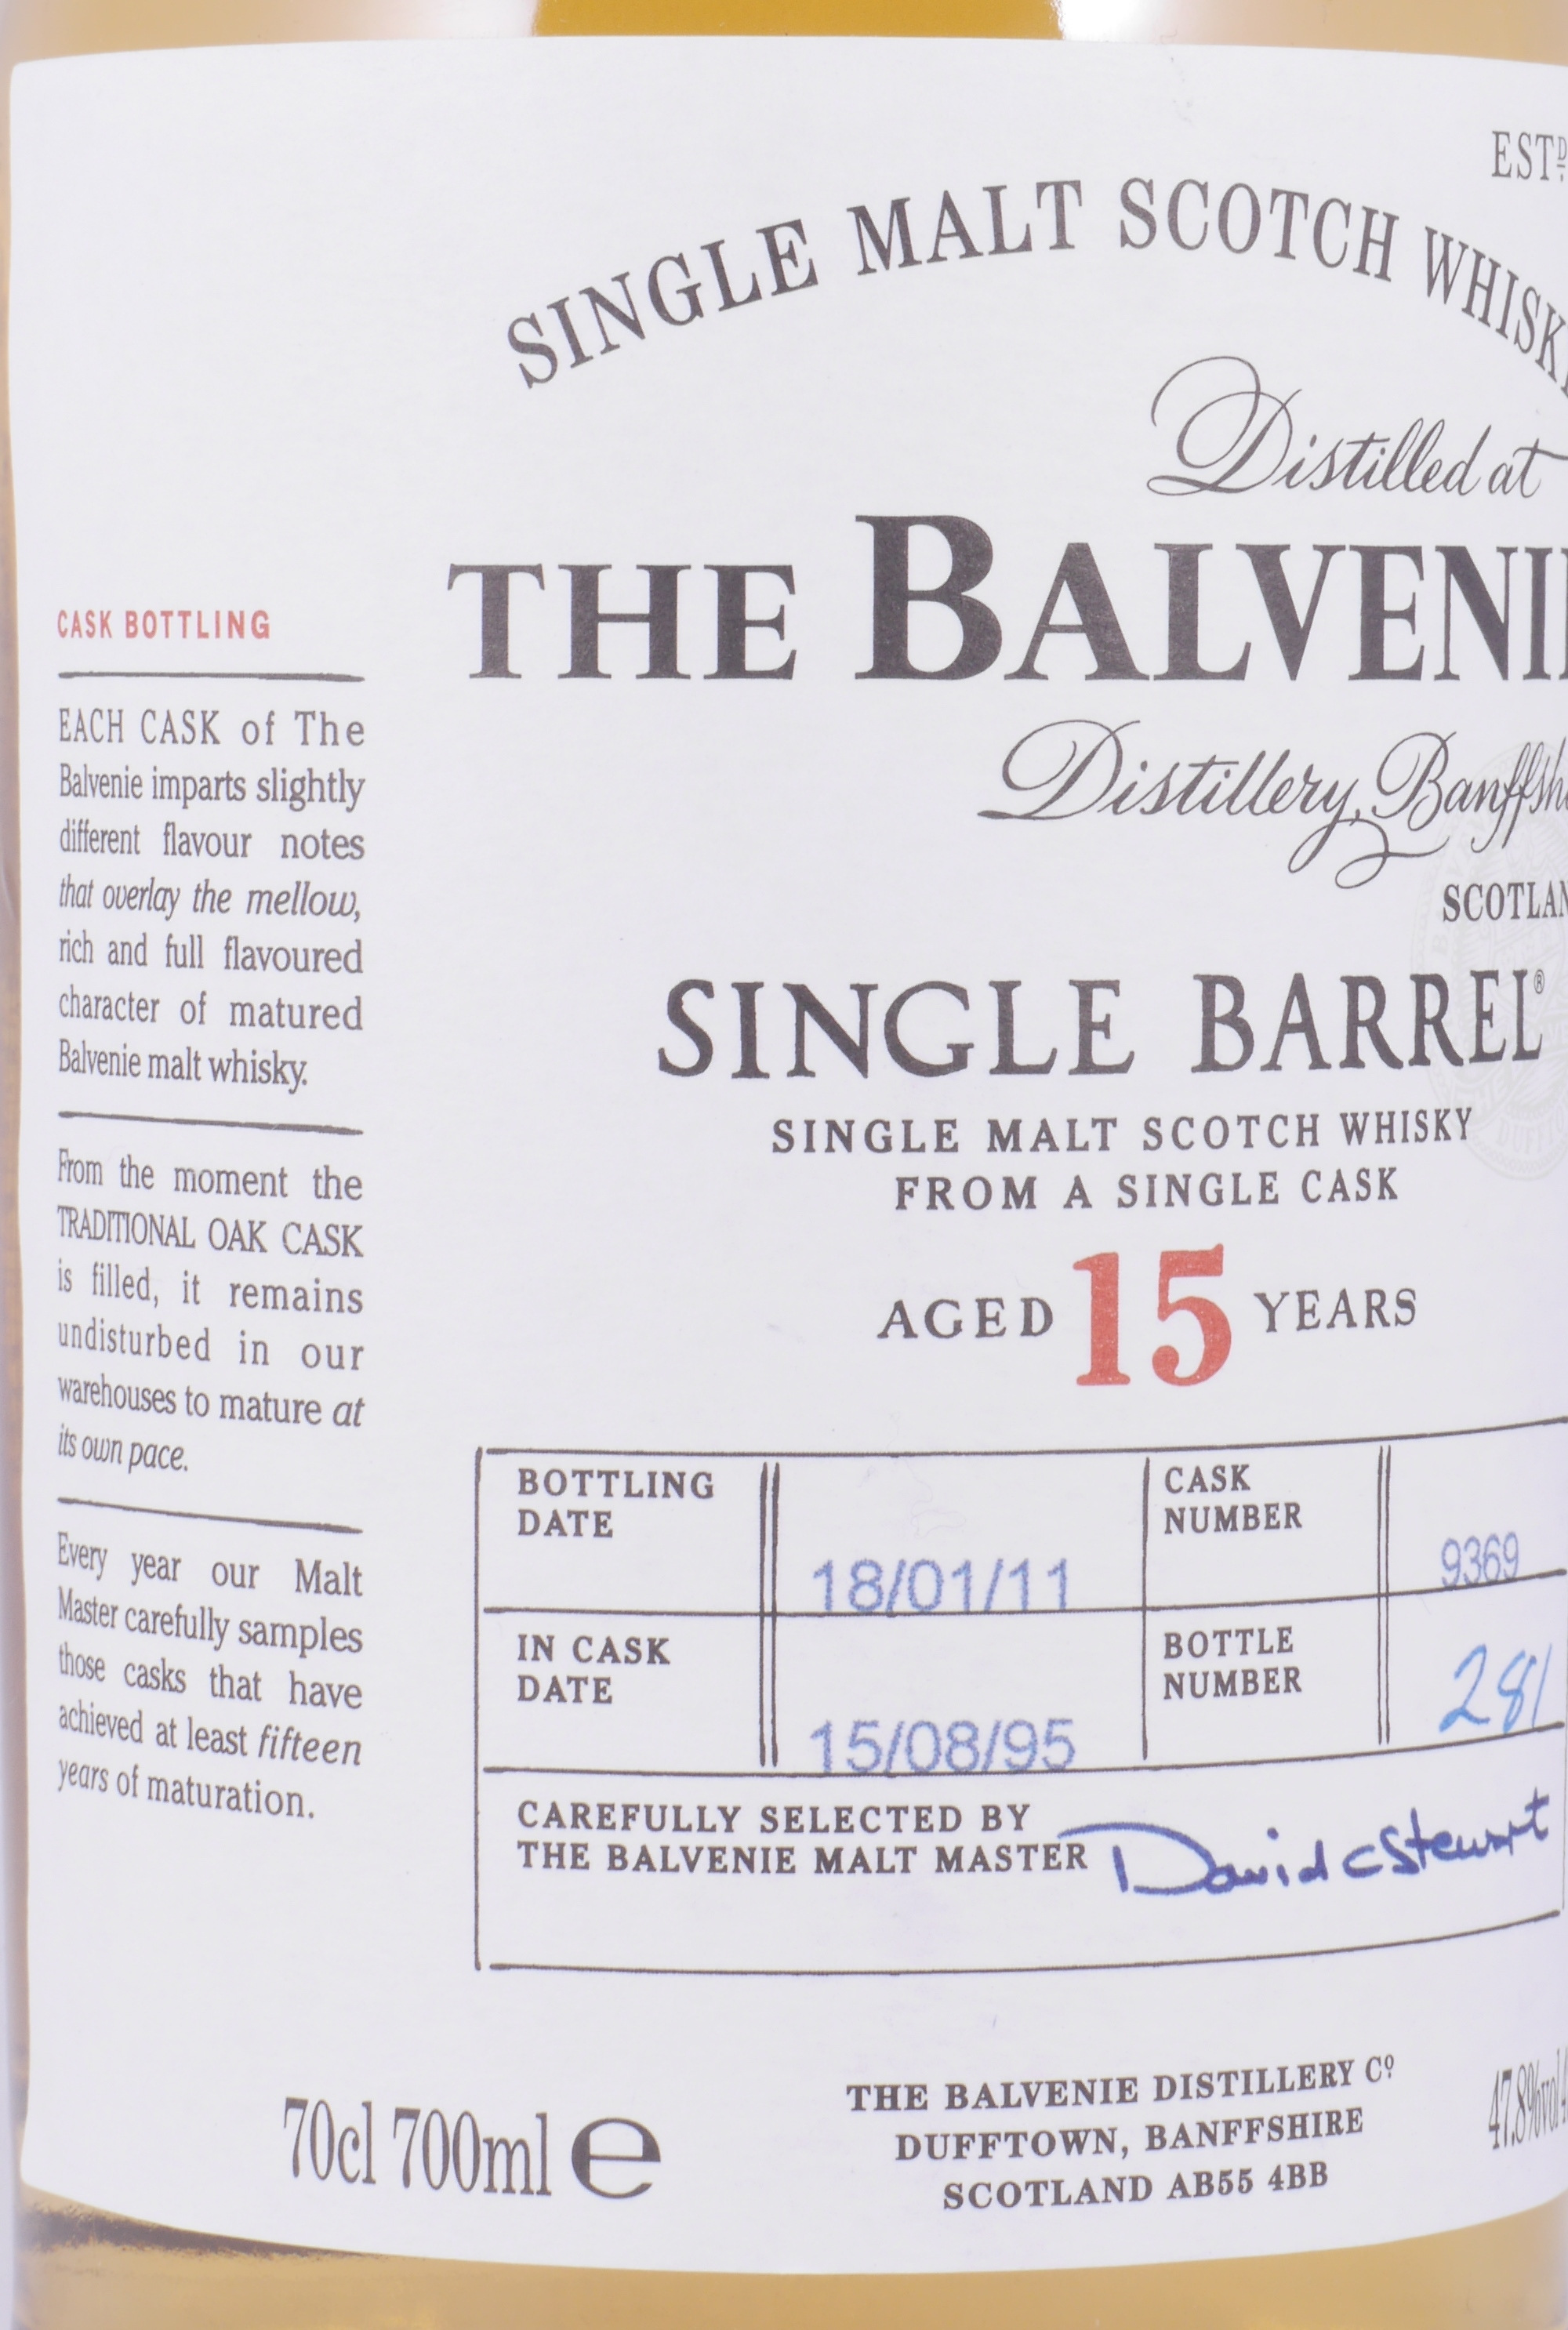 ESTD
SINGLE MALT SCOTCH WHISK
Distilled at
THE BALVENI
Distillery, Banffsh
SCOTLAN
SINGLE BARREL®
SINGLE MALT SCOTCH WHISKY
FROM A SINGLE CASK
AGED 15 YEARS
CASK BOTTLING
EACH CASK of The
Balvenie imparts slightly
different flavour notes
that overlay the mellow,
rich and full flavoured
character of matured
Balvenie malt whisky.
From the moment the
TRADITIONAL OAK CASK
is filled, it remains
undisturbed in our
warehouses to mature at
its own pace.
Every year our Malt
Master carefully samples
those casks that have
achieved at least fifteen
years of maturation.
BOTTLING
DATE
18/01/11
CASK
NUMBER
9369
IN CASK
DATE
15/08/95
BOTTLE
NUMBER
281
CAREFULLY SELECTED BY
THE BALVENIE MALT MASTER
David C Stewart
70cl 700ml e
THE BALVENIE DISTILLERY Cº
DUFFTOWN, BANFFSHIRE
SCOTLAND AB55 4BB
47.8%vol